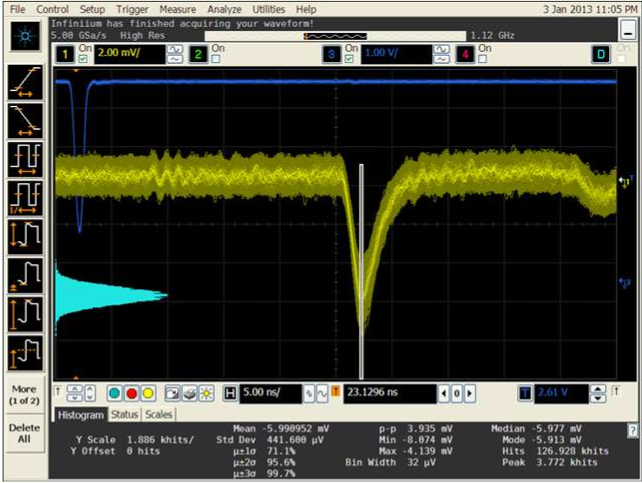 File Control Setup Trigger Measure Analyze Utilities Help 3 Jan 2013 11:05 PM
Infiniium has finished acquiring your waveform!
5.00 GSa/s High Res 1.12 GHz
1 On 2.00 mV/ 2 On 3 On 1.00 V/ 4 On D On
More
(1 of 2)
Delete
All
H 5.00 ns/ 23.1296 ns 0 T 2.61 V
Histogram Status Scales
Mean -5.990952 mV p-p 3.935 mV Median -5.977 mV
Y Scale 1.886 khits/ Std Dev 441.600 µV Min -8.074 mV Mode -5.913 mV
Y Offset 0 hits µ±1σ 71.1% Max -4.139 mV Hits 126.928 khits
µ±2σ 95.6% Bin Width 32 µV Peak 3.772 khits
µ±3σ 99.7%